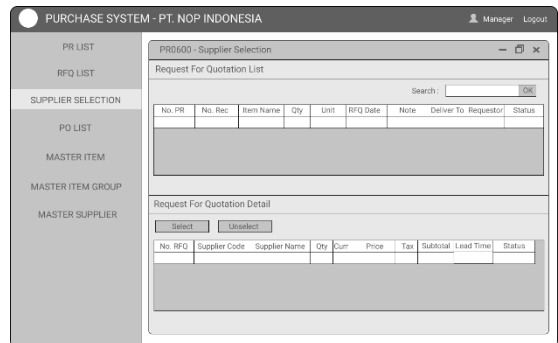 PURCHASE SYSTEM - PT. NOP INDONESIA
Manager Logout
PR LIST
RFQ LIST
SUPPLIER SELECTION
PO LIST
MASTER ITEM
MASTER ITEM GROUP
MASTER SUPPLIER
PR0600 - Supplier Selection
Request For Quotation List
Search : OK
No. PR No. Rec Item Name Qty Unit RFQ Date Note Deliver To Requestor Status
Request For Quotation Detail
Select Unselect
No. RFQ Supplier Code Supplier Name Qty Curr Price Tax Subtotal Lead Time Status